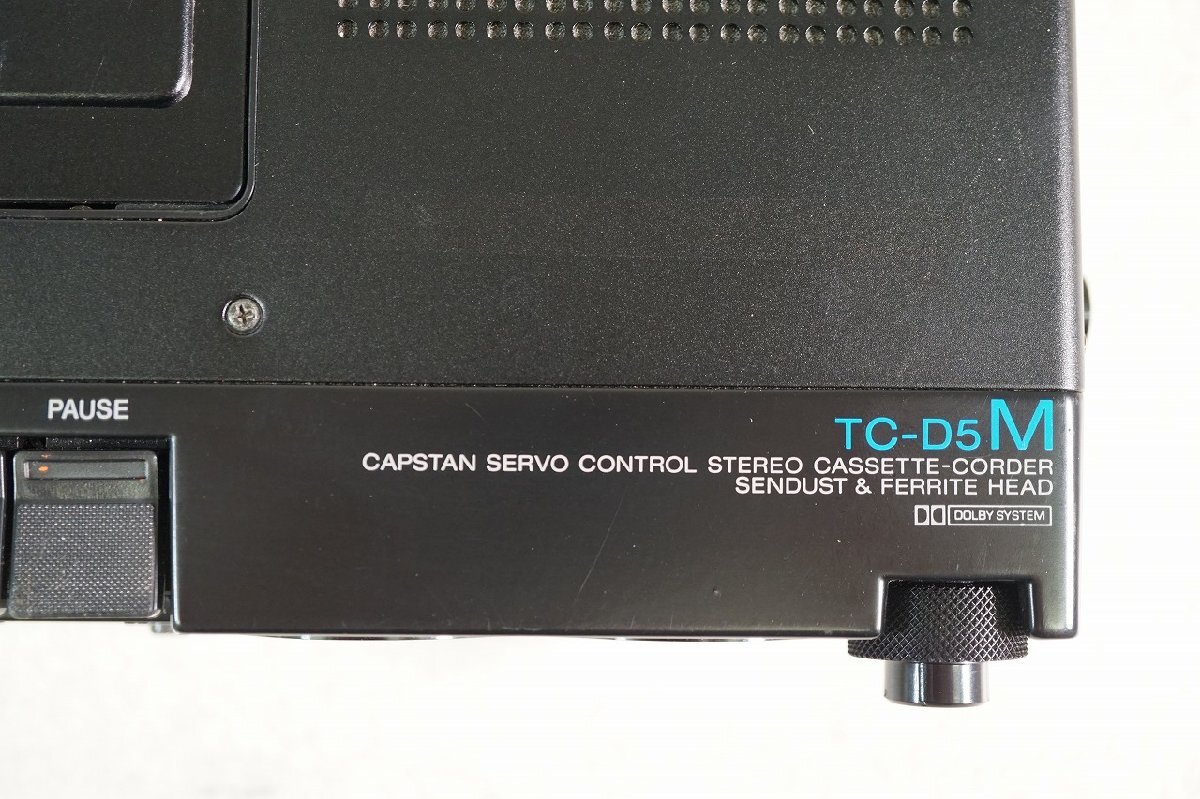 PAUSE
TC-D5M
CAPSTAN SERVO CONTROL STEREO CASSETTE-CORDER
SENDUST & FERRITE HEAD
DOLBY SYSTEM